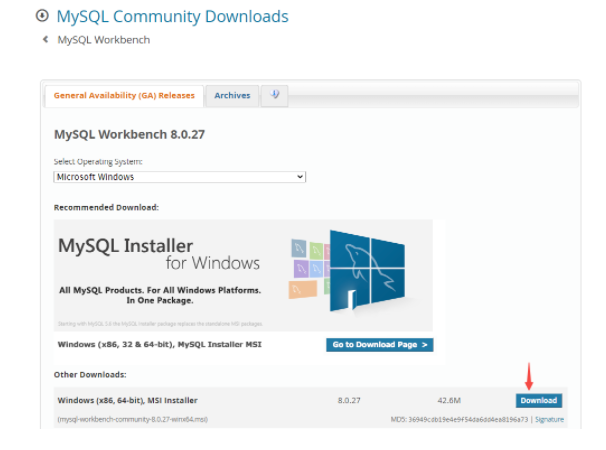 MySQL Community Downloads
MySQL Workbench
General Availability (GA) Releases Archives
MySQL Workbench 8.0.27
Select Operating System:
Microsoft Windows
Recommended Download:
MySQL Installer
for Windows
All MySQL Products. For All Windows Platforms.
In One Package.
Starting with MySQL 5.6 the MySQL Installer package replaces the standalone MSI packages.
Windows (x86, 32 & 64-bit), MySQL Installer MSI Go to Download Page >
Other Downloads:
Windows (x86, 64-bit), MSI Installer 8.0.27 42.6M Download
(mysql-workbench-community-8.0.27-winx64.msi) MD5: | Signature